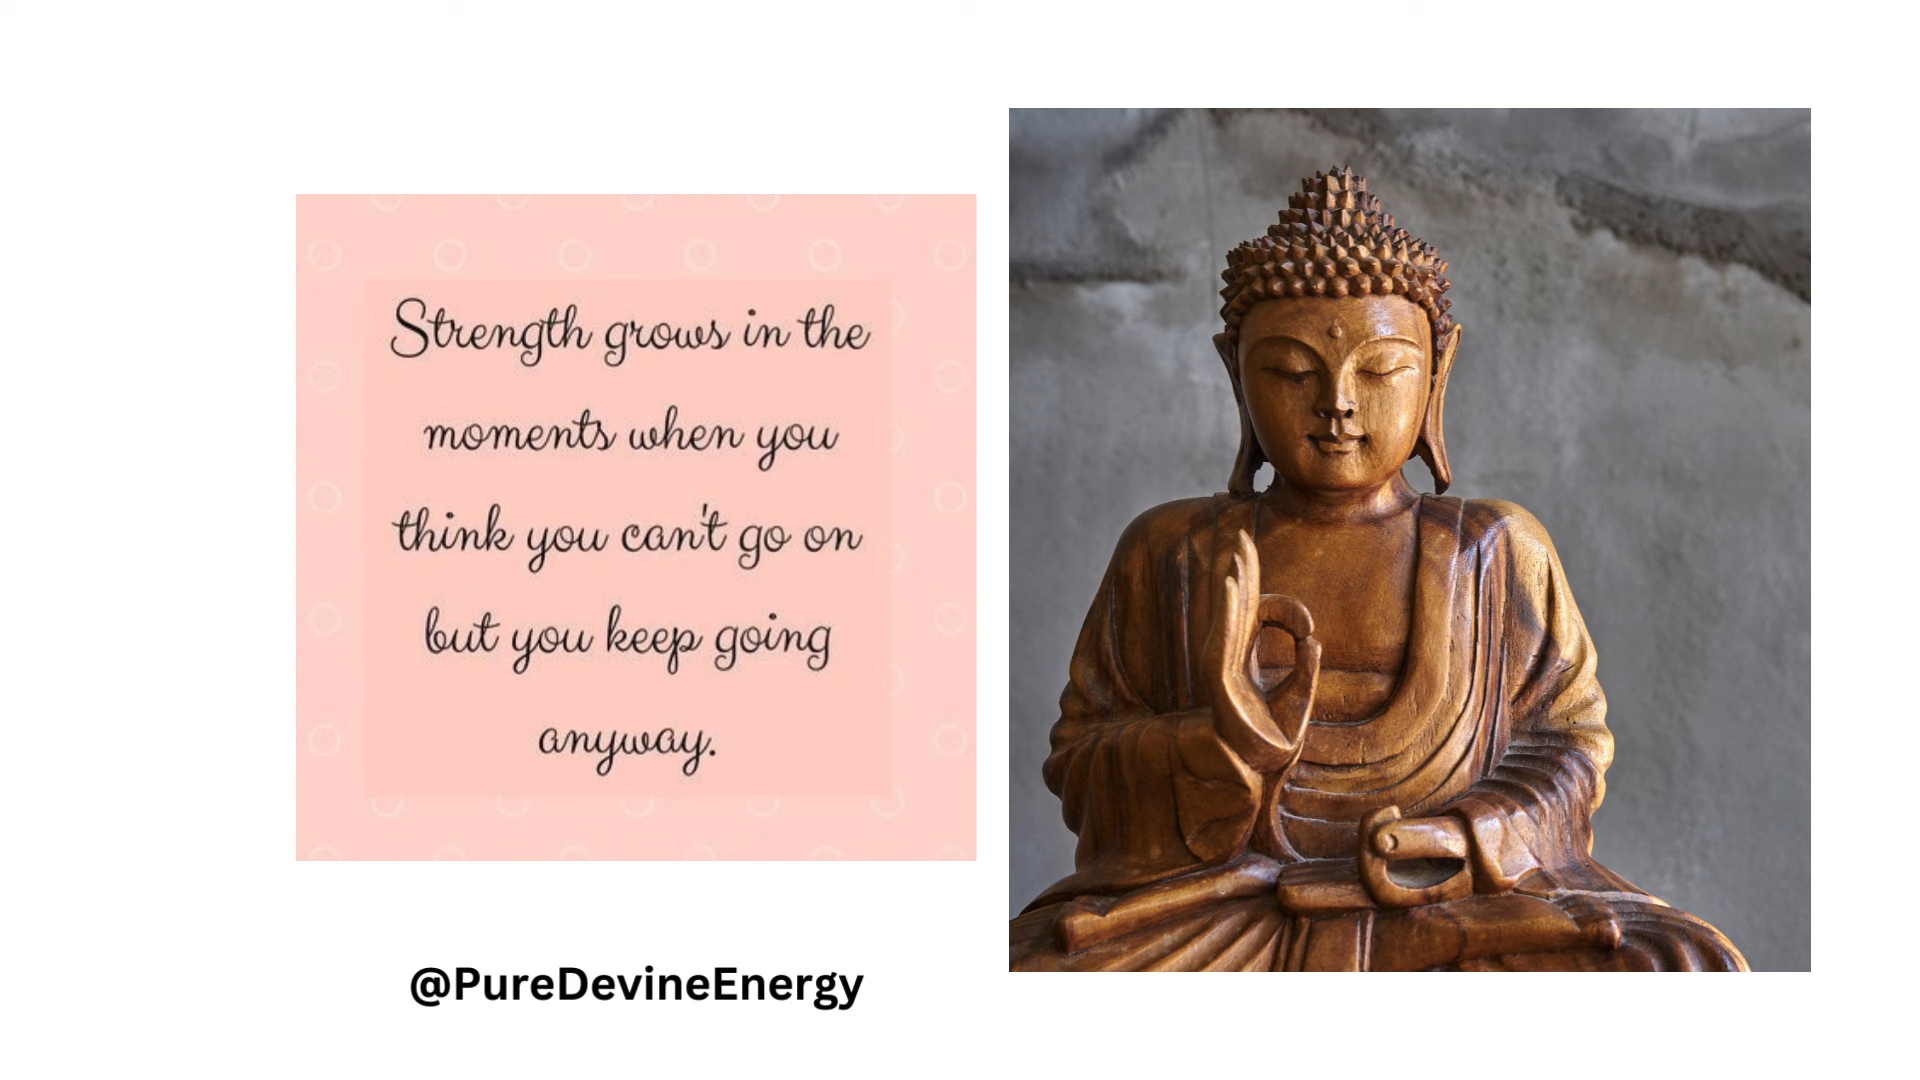 Strength grows in the
moments when you
think you can't go on
but you keep going
anyway.
@PureDevineEnergy